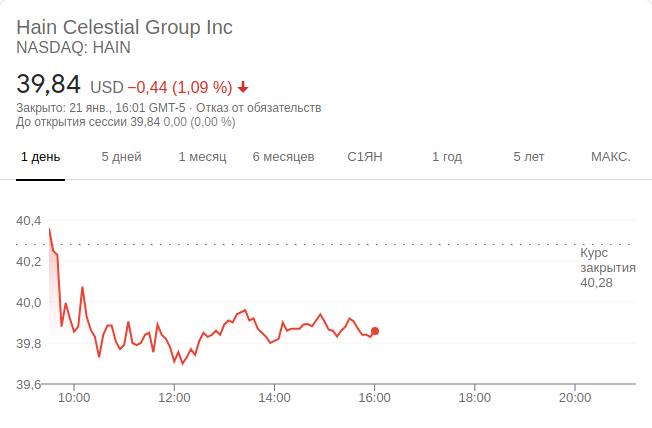 Hain Celestial Group Inc
NASDAQ: HAIN
39,84 USD −0,44 (1,09 %)
Закрыто: 21 янв., 16:01 GMT-5 · Отказ от обязательств
До открытия сессии 39,84 0,00 (0,00 %)
1 день 5 дней 1 месяц 6 месяцев С1ЯН 1 год 5 лет МАКС.
40,4
Курс
40,2
закрытия
40,28
40,0
39,8
39,6
10:00 12:00 14:00 16:00 18:00 20:00